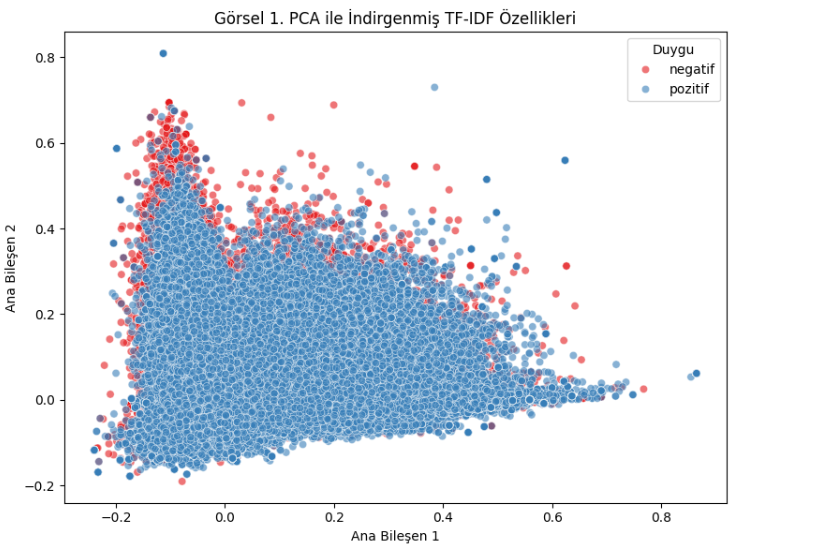 Görsel 1. PCA ile İndirgenmiş TF-IDF Özellikleri
Duygu
negatif
pozitif
0.8
0.6
0.4
0.2
0.0
−0.2
Ana Bileşen 2
−0.2 0.0 0.2 0.4 0.6 0.8
Ana Bileşen 1